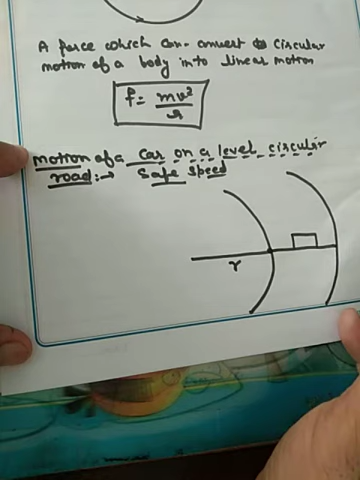 A force which can convert circular
motion of a body into linear motion
f = mv²/r
Motion of a car on a level circular
road:→ Safe speed
r